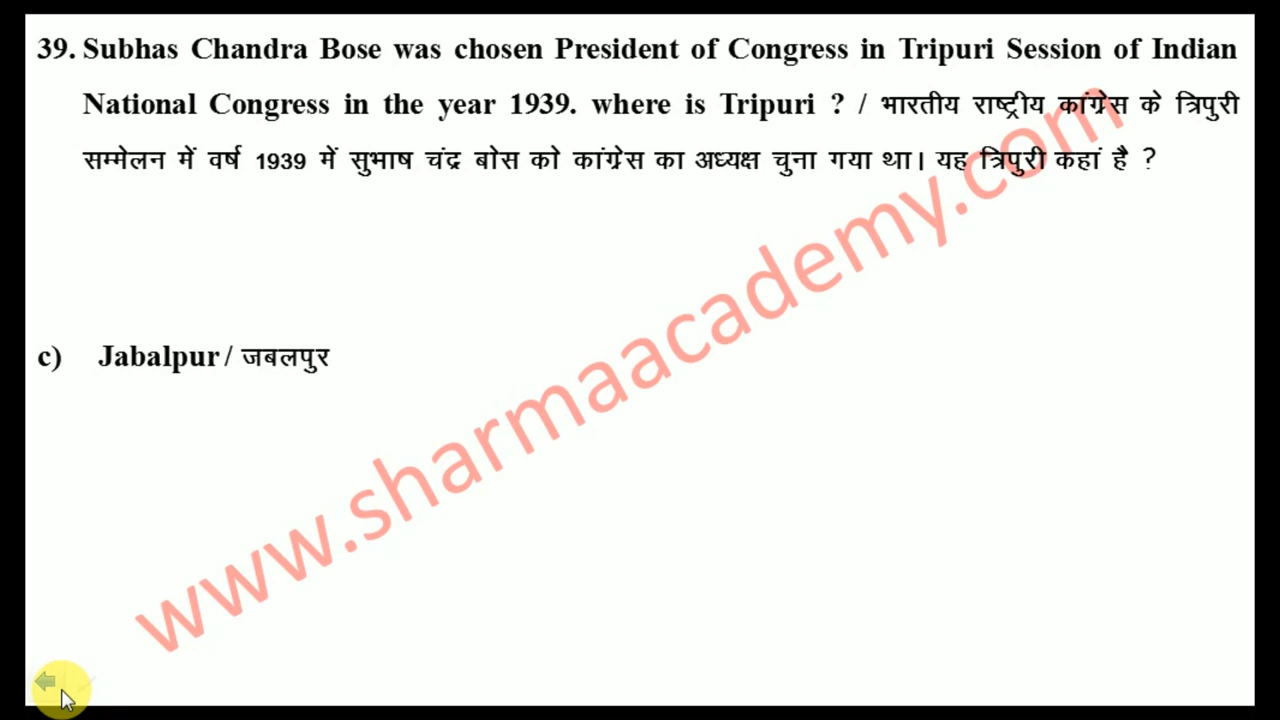 39. Subhas Chandra Bose was chosen President of Congress in Tripuri Session of Indian
National Congress in the year 1939. where is Tripuri ? / भारतीय राष्ट्रीय कांग्रेस के त्रिपुरी
सम्मेलन में वर्ष 1939 में सुभाष चंद्र बोस को कांग्रेस का अध्यक्ष चुना गया था। यह त्रिपुरी कहां है ?
c) Jabalpur / जबलपुर
www.sharmaacademy.com